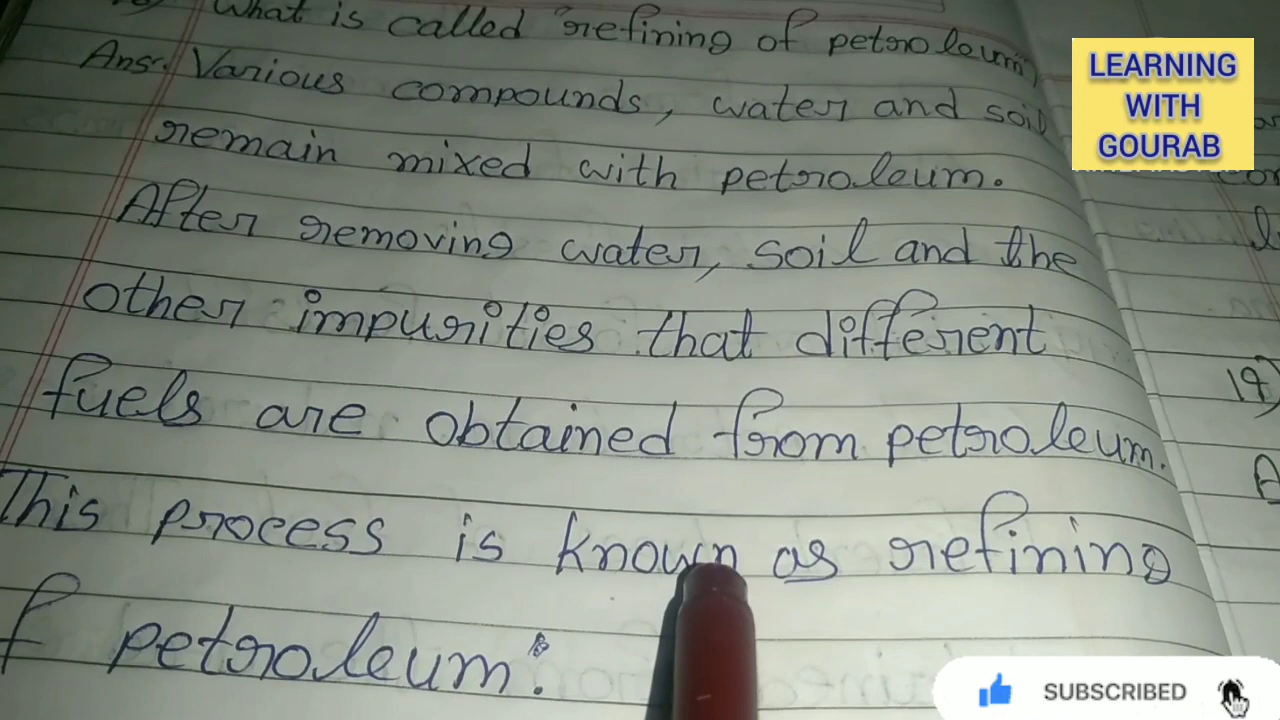 What is called refining of petroleum
Ans:. Various compounds, water and soil
remain mixed with petroleum.
After removing water, soil and the
other impurities that different
fuels are obtained from petroleum.
This process is known as refining
f petroleum.
LEARNING
WITH
GOURAB
19)
SUBSCRIBED